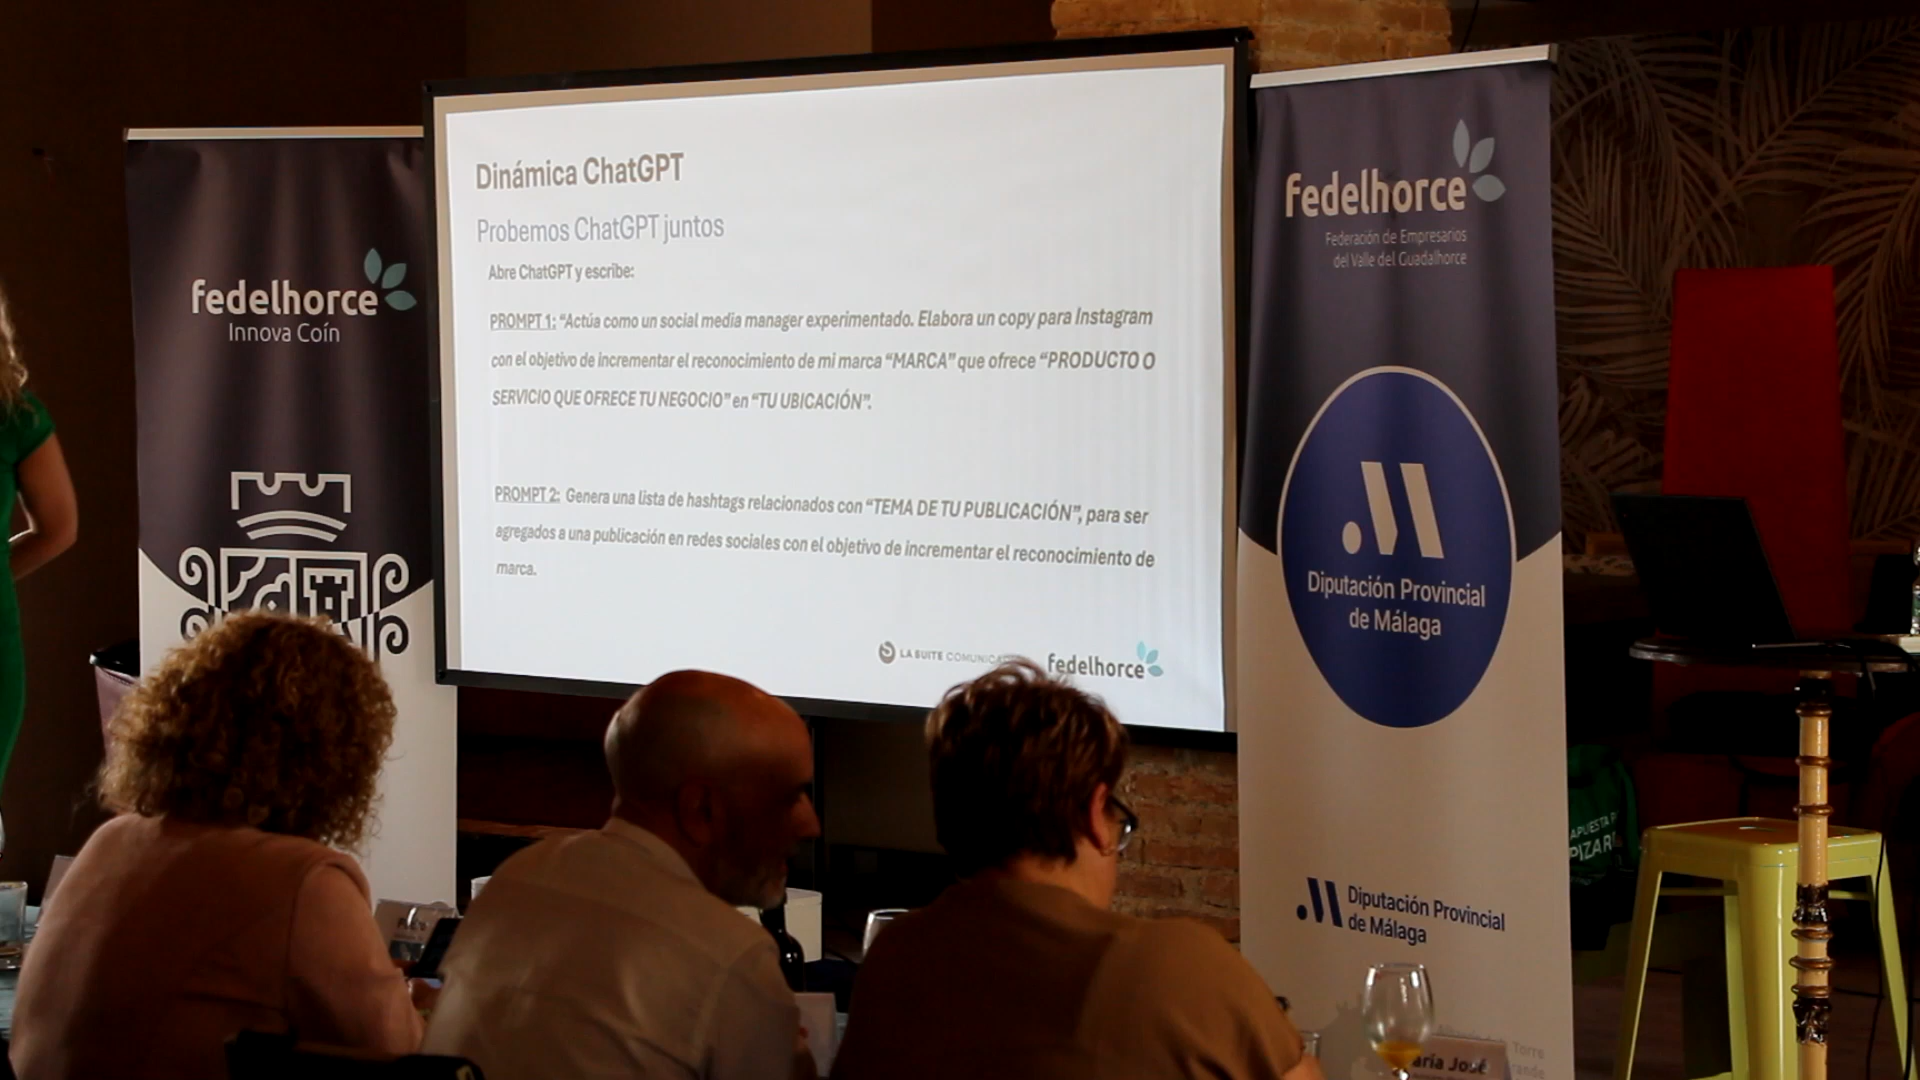 fedelhorce
Innova Coín
Dinámica ChatGPT
Probemos ChatGPT juntos
Abre ChatGPT y escribe:
PROMPT 1: “Actúa como un social media manager experimentado. Elabora un copy para Instagram
con el objetivo de incrementar el reconocimiento de mi marca “MARCA” que ofrece “PRODUCTO O
SERVICIO QUE OFRECE TU NEGOCIO” en “TU UBICACIÓN”.
PROMPT 2: Genera una lista de hashtags relacionados con “TEMA DE TU PUBLICACIÓN”, para ser
agregados a una publicación en redes sociales con el objetivo de incrementar el reconocimiento de
marca.
LA SUITE
fedelhorce
fedelhorce
Federación de Empresarios
del Valle del Guadalhorce
Diputación Provincial
de Málaga
Diputación Provincial
de Málaga
Torre
María José